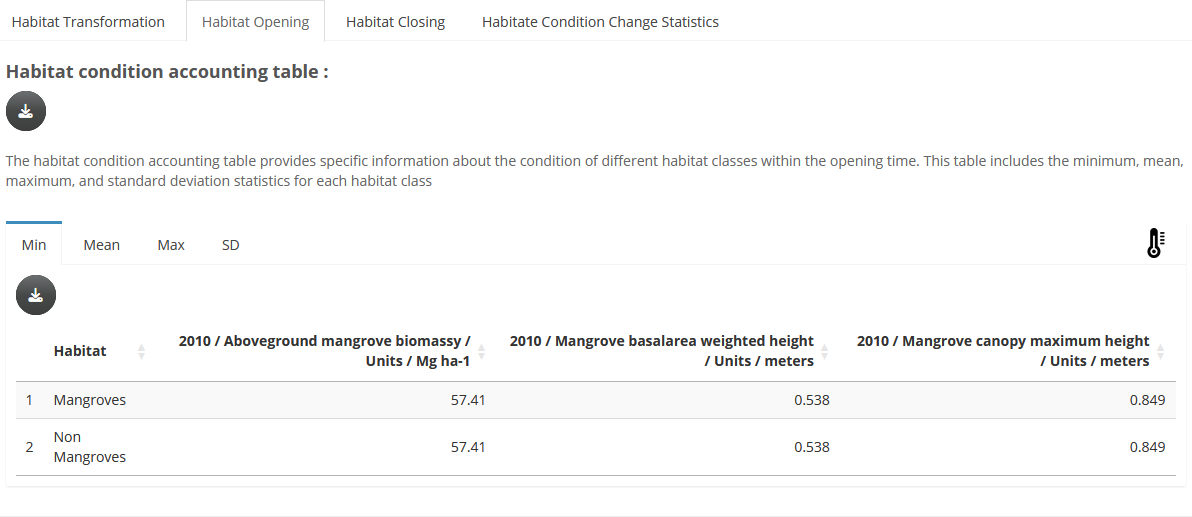 Habitat Transformation
Habitat Opening
Habitat Closing
Habitate Condition Change Statistics
Habitat condition accounting table :
The habitat condition accounting table provides specific information about the condition of different habitat classes within the opening time. This table includes the minimum, mean,
maximum, and standard deviation statistics for each habitat class
Min
Mean
Max
SD
Habitat
2010 / Aboveground mangrove biomassy /
Units / Mg ha-1
2010 / Mangrove basalarea weighted height
/ Units / meters
2010 / Mangrove canopy maximum height
/ Units / meters
1 Mangroves 57.41 0.538 0.849
2 Non
Mangroves 57.41 0.538 0.849